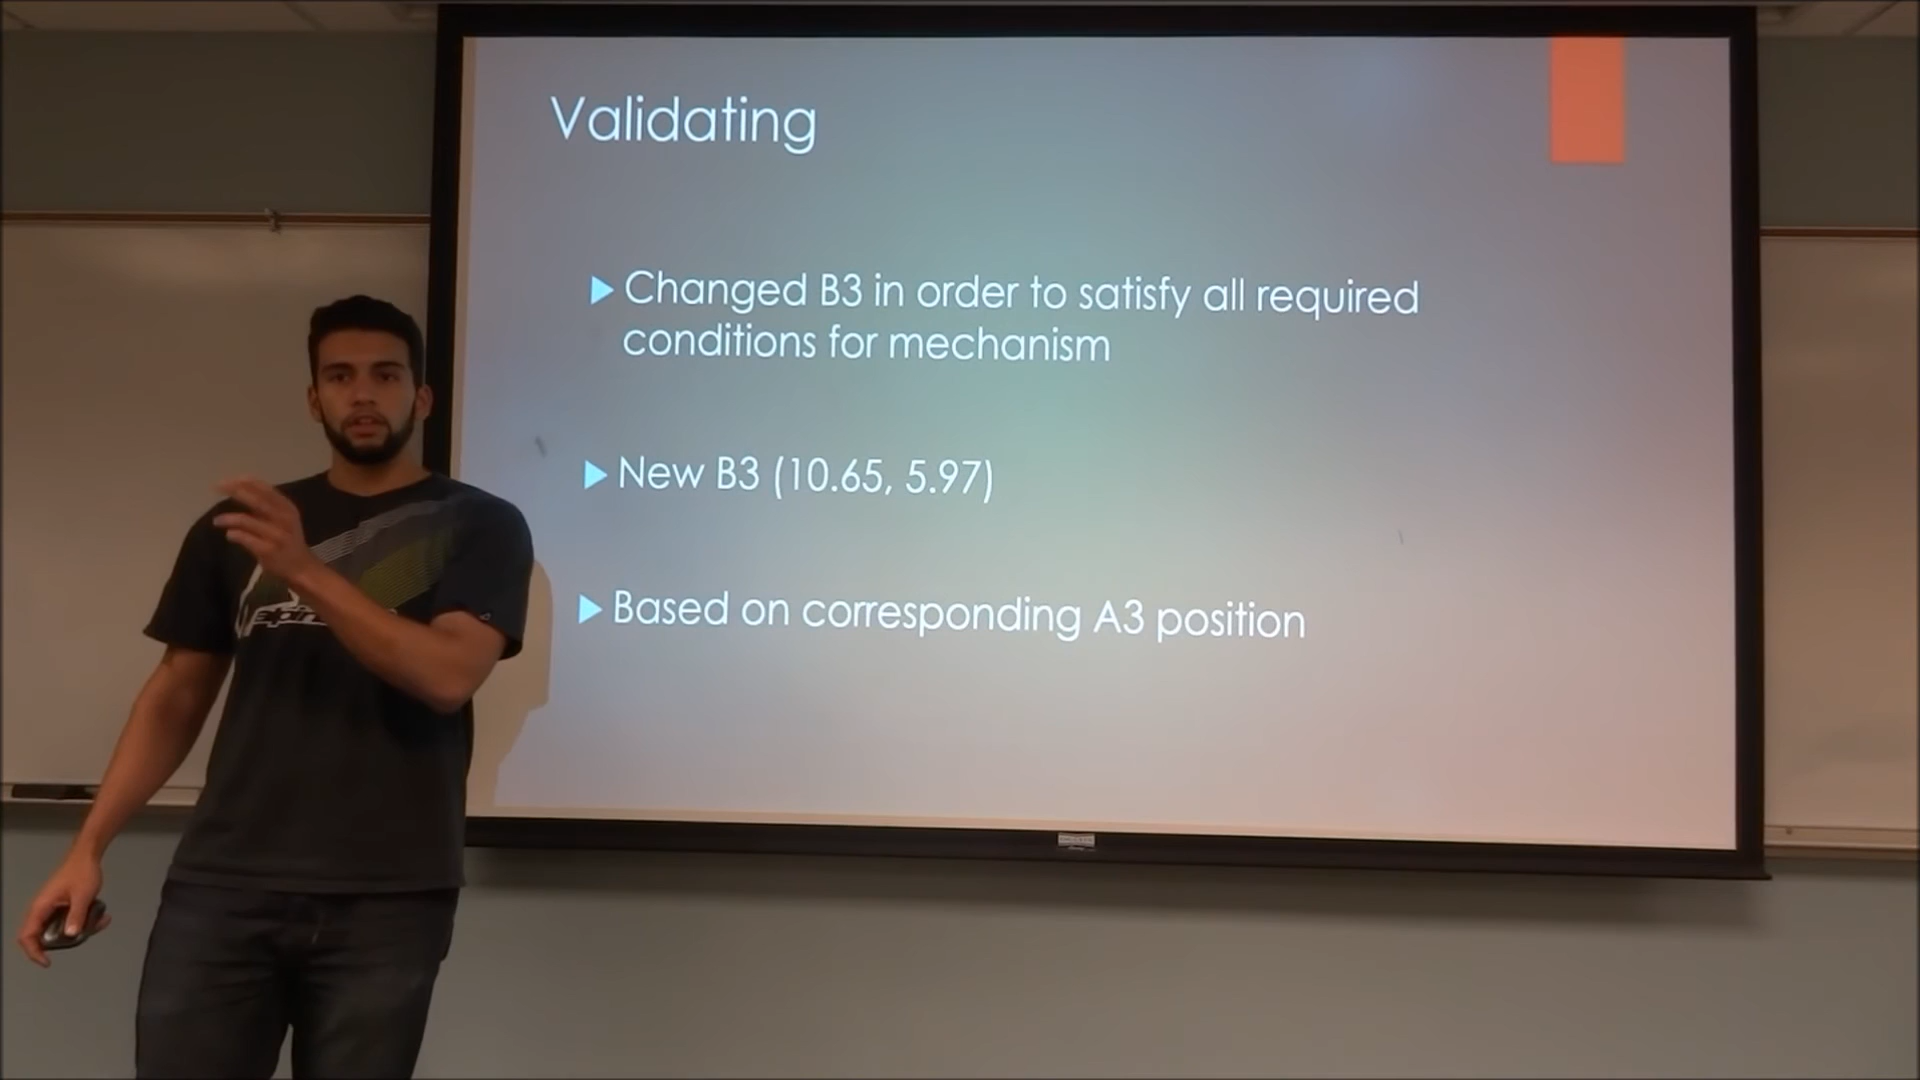 Validating
Changed B3 in order to satisfy all required
conditions for mechanism
New B3 (10.65, 5.97)
Based on corresponding A3 position